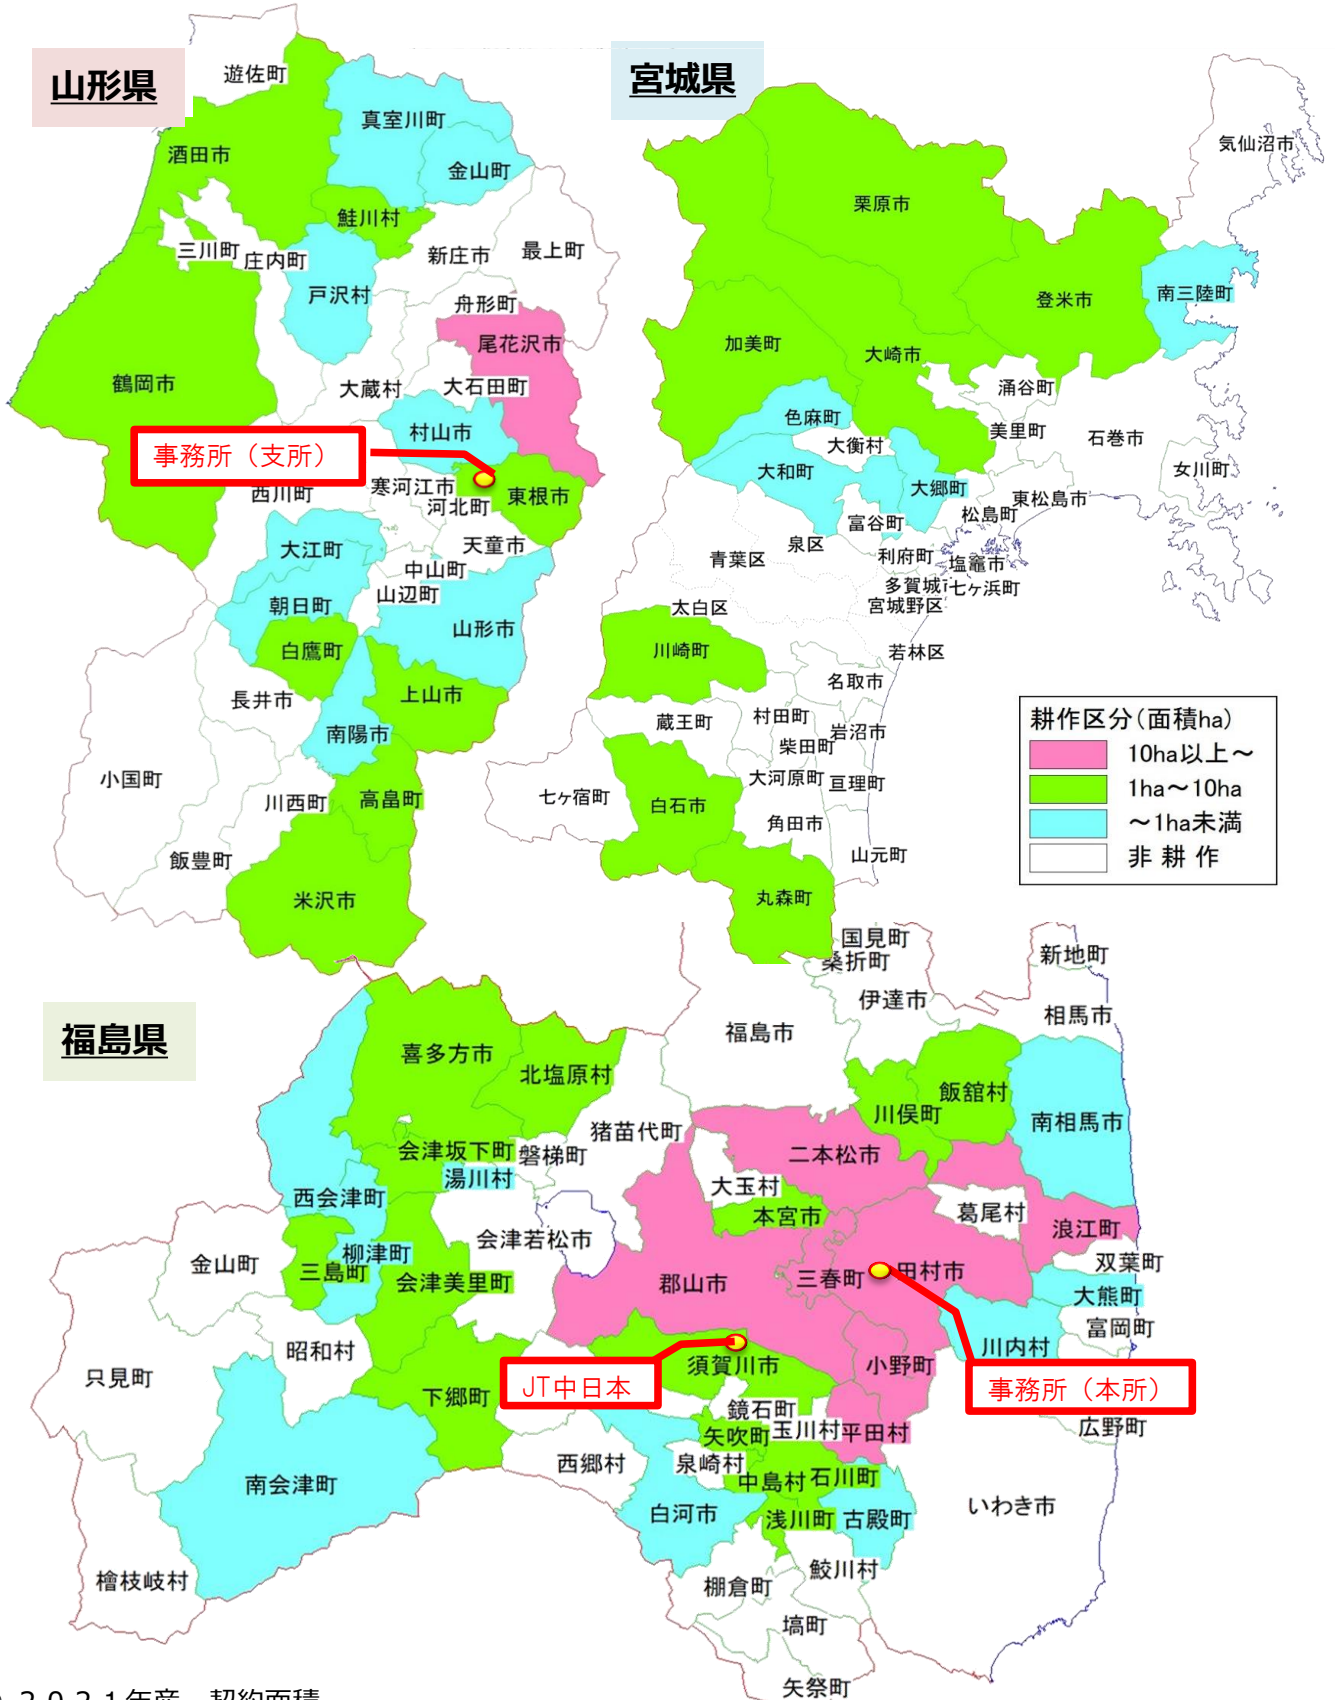 山形県
宮城県
遊佐町
真室川町
気仙沼市
酒田市
金山町
栗原市
鮭川村
三川町
庄内町
新庄市
最上町
戸沢村
舟形町
登米市
南三陸町
尾花沢市
加美町
大崎市
鶴岡市
大蔵村
大石田町
涌谷町
村山市
色麻町
大衡村
美里町
石巻市
事務所（支所）
大和町
女川町
西川町
寒河江市
河北町
東根市
大郷町
東松島市
松島町
富谷町
大江町
天童市
泉区
利府町
青葉区
中山町
塩竈市
山辺町
多賀城市
七ヶ浜町
朝日町
太白区
宮城野区
山形市
白鷹町
川崎町
若林区
長井市
上山市
名取市
南陽市
蔵王町
村田町
岩沼市
柴田町
耕作区分（面積ha）
10ha以上～
1ha～10ha
～1ha未満
非 耕 作
小国町
川西町
高畠町
七ヶ宿町
白石市
大河原町
亘理町
角田市
飯豊町
山元町
米沢市
丸森町
国見町
桑折町
新地町
伊達市
福島県
相馬市
福島市
喜多方市
北塩原村
飯舘村
川俣町
南相馬市
猪苗代町
会津坂下町
磐梯町
二本松市
湯川村
大玉村
西会津町
本宮市
葛尾村
浪江町
会津若松市
柳津町
金山町
三島町
会津美里町
郡山市
三春町
田村市
双葉町
大熊町
富岡町
昭和村
川内村
只見町
須賀川市
小野町
JT中日本
事務所（本所）
下郷町
鏡石町
広野町
矢吹町
玉川村
平田村
西郷村
泉崎村
中島村
石川町
南会津町
白河市
浅川町
古殿町
いわき市
檜枝岐村
鮫川村
棚倉町
塙町
矢祭町
２０２１年産 契約面積